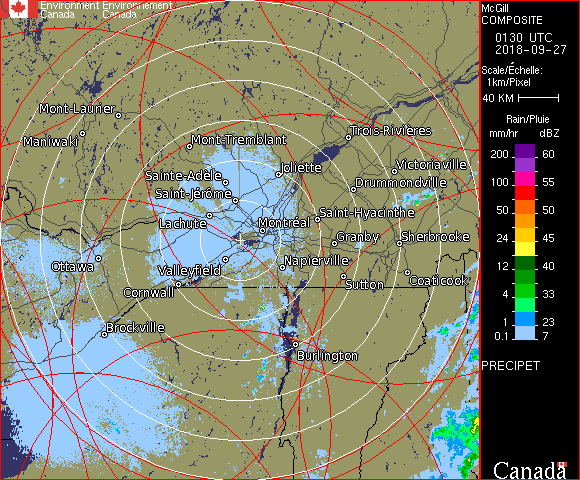 Environment Environnement
Canada Canada
McGill
COMPOSITE
0130 UTC
2018-09-27
Scale/Échelle:
1km/Pixel
40 KM
Rain/Pluie
mm/hr dBZ
200 60
100 55
50 50
24 45
12 40
4 33
1 23
0.1 7
PRECIPET
Canada
Mont-Laurier
Maniwaki
Mont-Tremblant
Trois-Rivières
Sainte-Adèle
Joliette
Victoriaville
Saint-Jérôme
Drummondville
Lachute
Montréal
Saint-Hyacinthe
Granby
Sherbrooke
Ottawa
Valleyfield
Napierville
Cornwall
Sutton
Coaticook
Brockville
Burlington